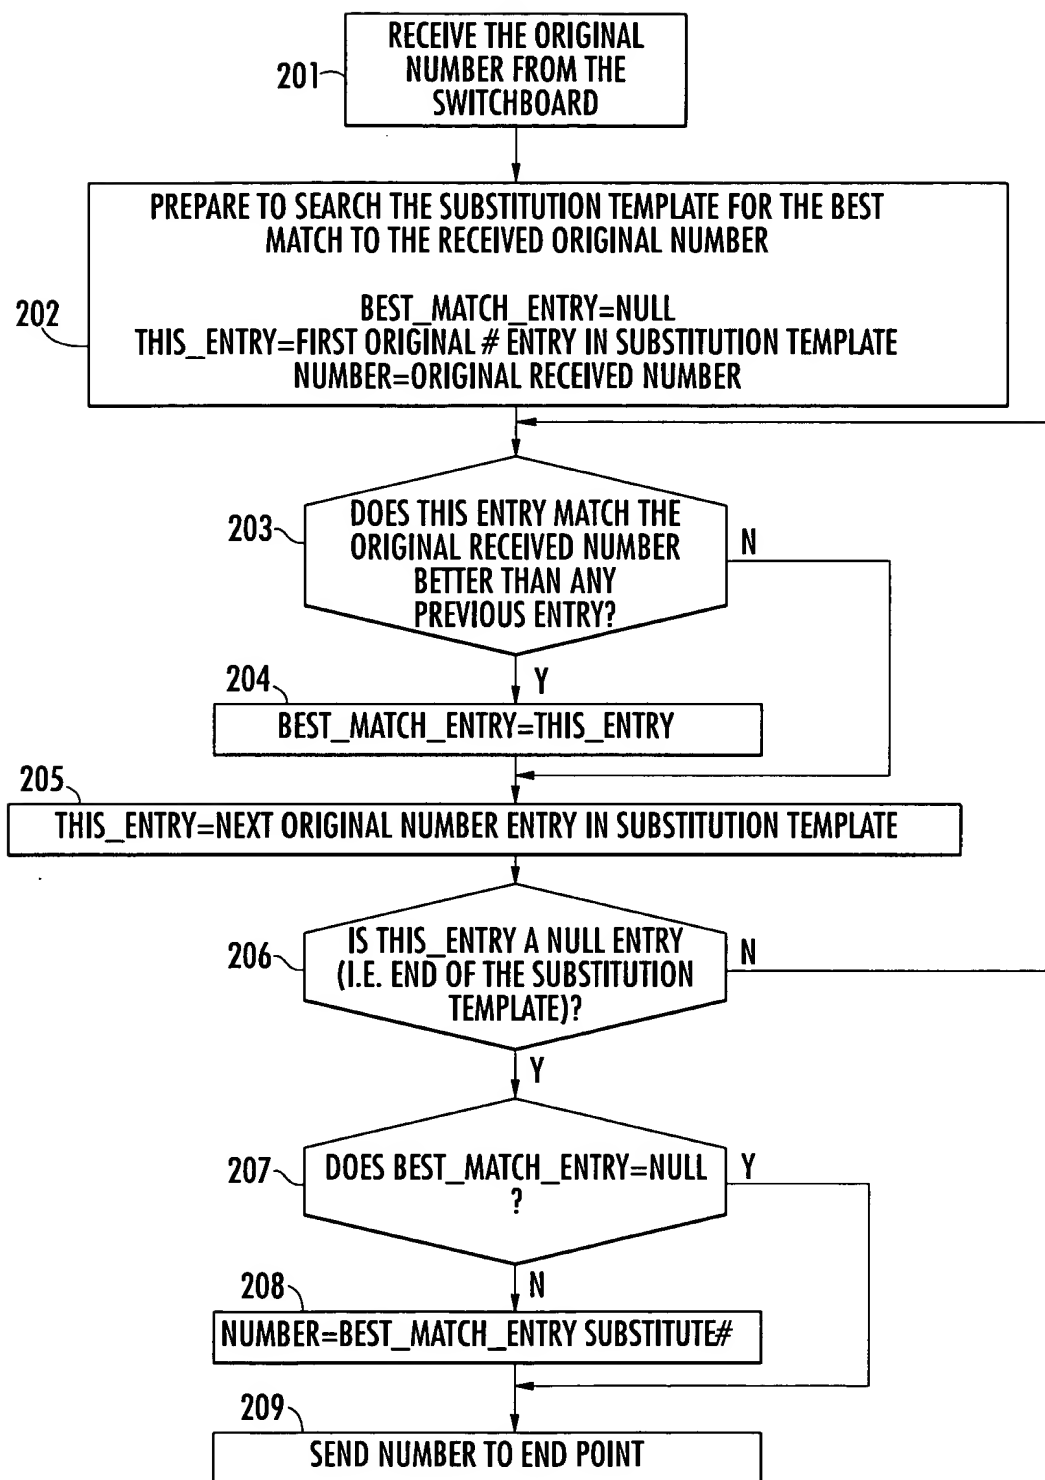 RECEIVE THE ORIGINAL
NUMBER FROM THE
SWITCHBOARD
201
PREPARE TO SEARCH THE SUBSTITUTION TEMPLATE FOR THE BEST
MATCH TO THE RECEIVED ORIGINAL NUMBER
202
BEST_MATCH_ENTRY=NULL
THIS_ENTRY=FIRST ORIGINAL # ENTRY IN SUBSTITUTION TEMPLATE
NUMBER=ORIGINAL RECEIVED NUMBER
203
DOES THIS ENTRY MATCH THE
ORIGINAL RECEIVED NUMBER
BETTER THAN ANY
PREVIOUS ENTRY?
N
Y
204
BEST_MATCH_ENTRY=THIS_ENTRY
205
THIS_ENTRY=NEXT ORIGINAL NUMBER ENTRY IN SUBSTITUTION TEMPLATE
206
IS THIS_ENTRY A NULL ENTRY
(I.E. END OF THE SUBSTITUTION
TEMPLATE)?
N
Y
207
DOES BEST_MATCH_ENTRY=NULL
?
Y
N
208
NUMBER=BEST_MATCH_ENTRY SUBSTITUTE#
209
SEND NUMBER TO END POINT